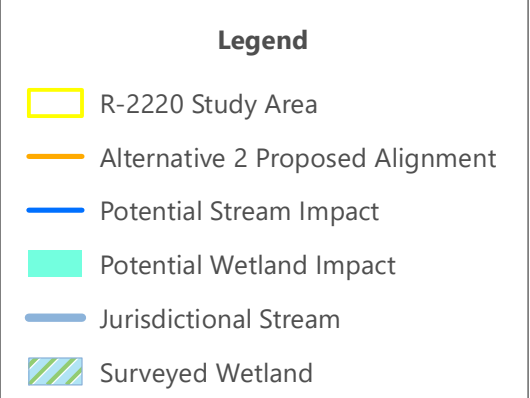 Legend
R-2220 Study Area
Alternative 2 Proposed Alignment
Potential Stream Impact
Potential Wetland Impact
Jurisdictional Stream
Surveyed Wetland